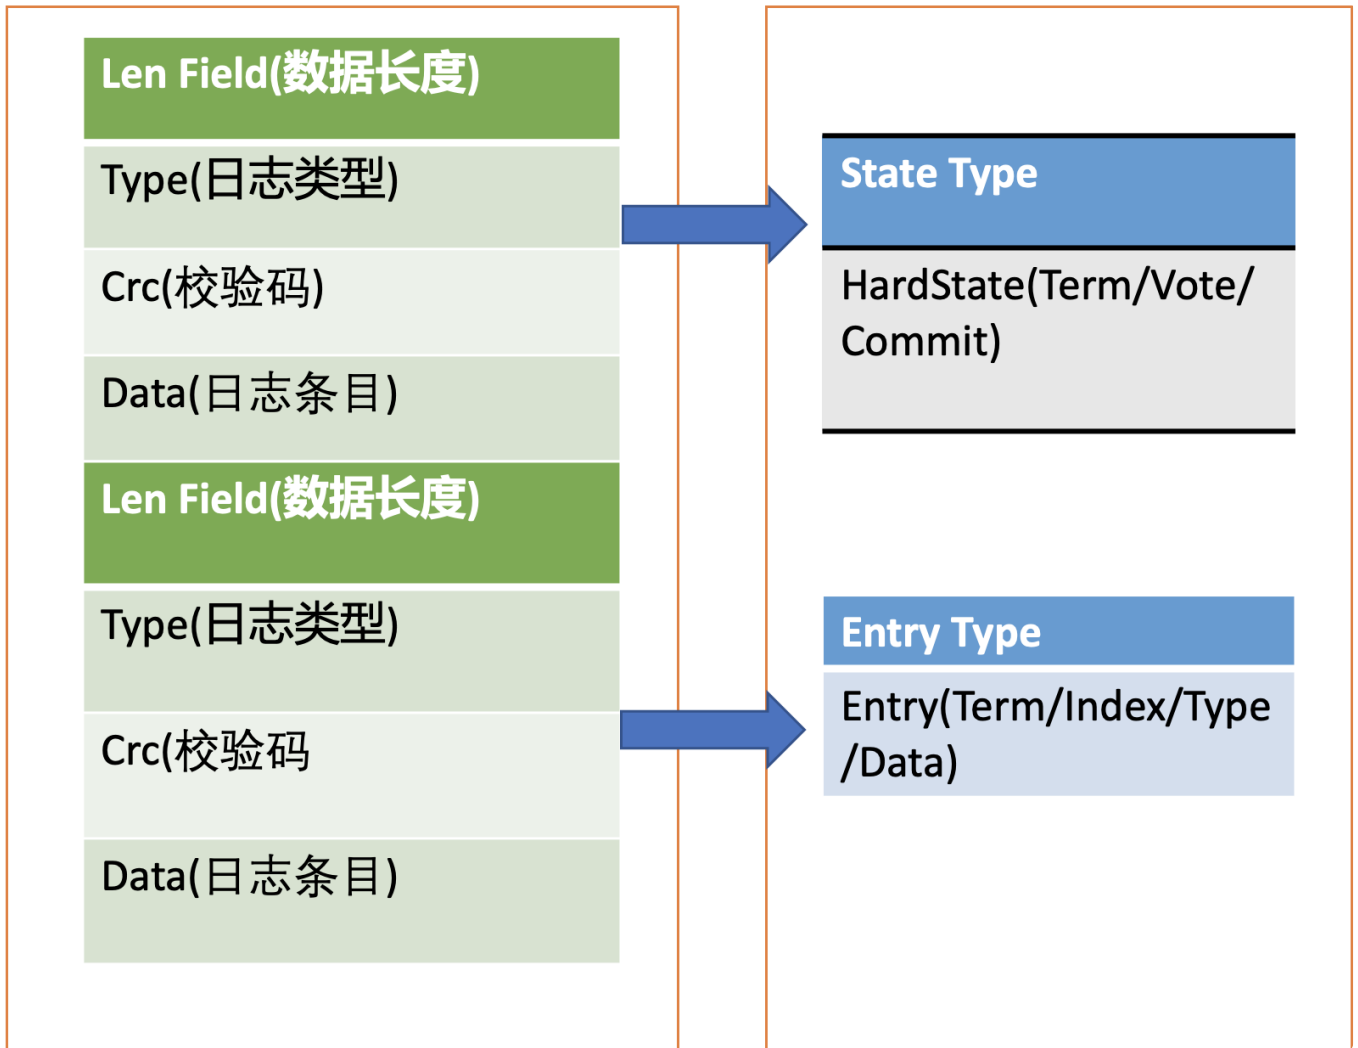 Len Field(数据长度)
Type(日志类型)
Crc(校验码)
Data(日志条目)
Len Field(数据长度)
Type(日志类型)
Crc(校验码
Data(日志条目)
State Type
HardState(Term/Vote/
Commit)
Entry Type
Entry(Term/Index/Type
/Data)